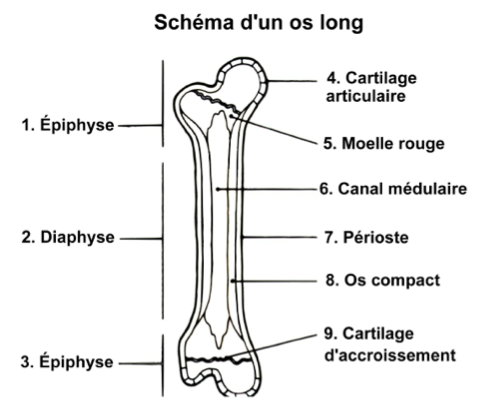 Schéma d'un os long
4. Cartilage
articulaire
1. Épiphyse
5. Moelle rouge
6. Canal médulaire
2. Diaphyse
7. Périoste
8. Os compact
9. Cartilage
d'accroissement
3. Épiphyse